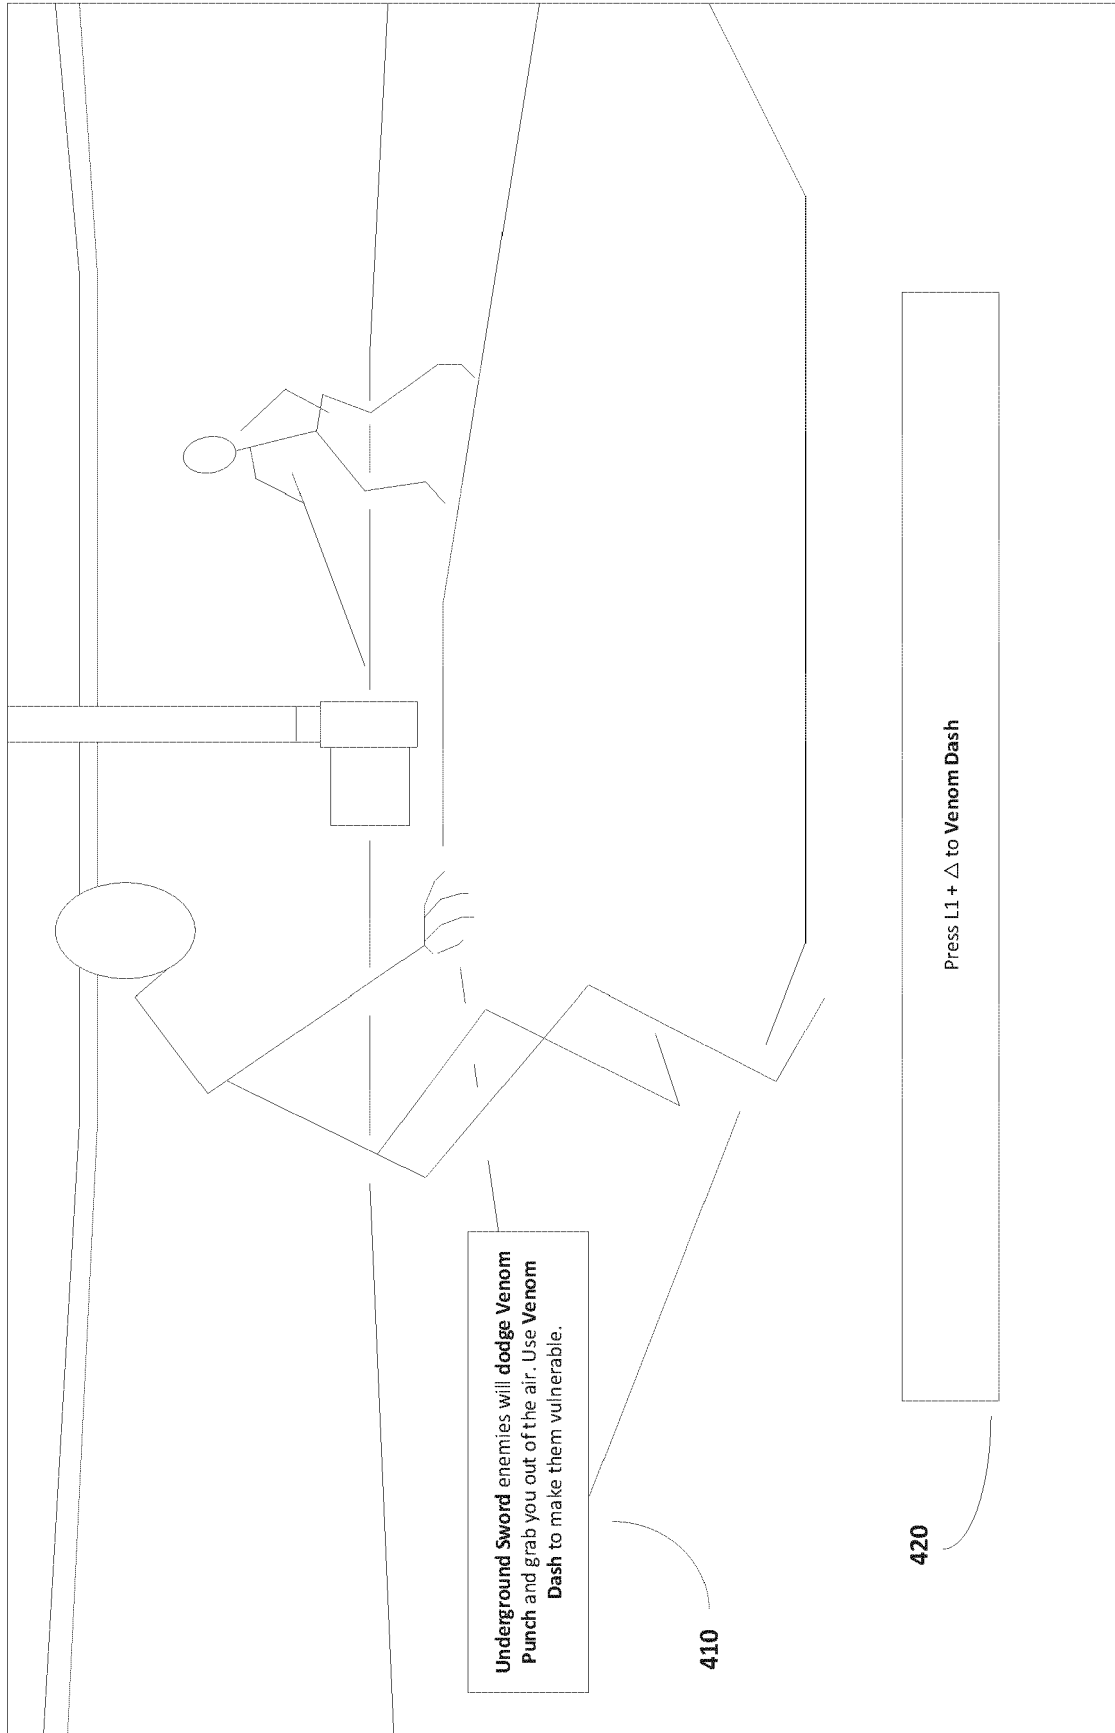 Underground Sword enemies will dodge Venom
Punch and grab you out of the air. Use Venom
Dash to make them vulnerable.
410
Press L1 + △ to Venom Dash
420